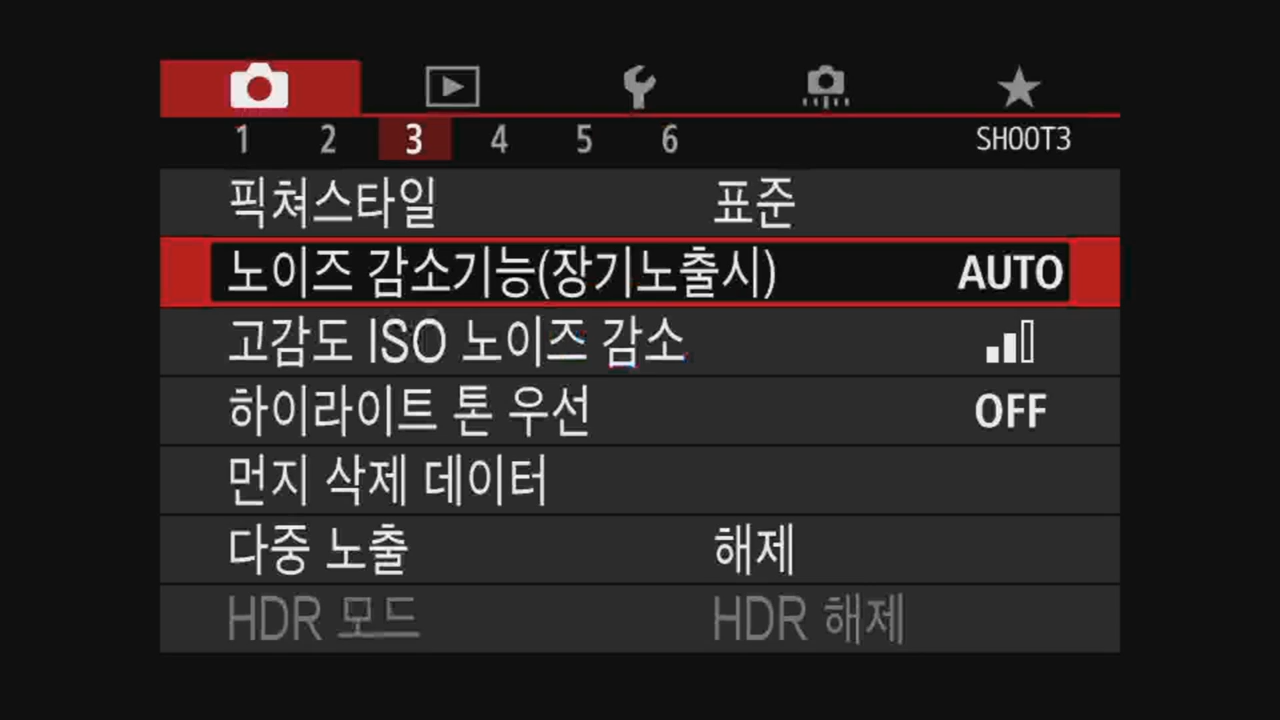 1 2 3 4 5 6 SHOOT3
픽쳐스타일 표준
노이즈 감소기능(장기노출시) AUTO
고감도 ISO 노이즈 감소
하이라이트 톤 우선 OFF
먼지 삭제 데이터
다중 노출 해제
HDR 모드 HDR 해제